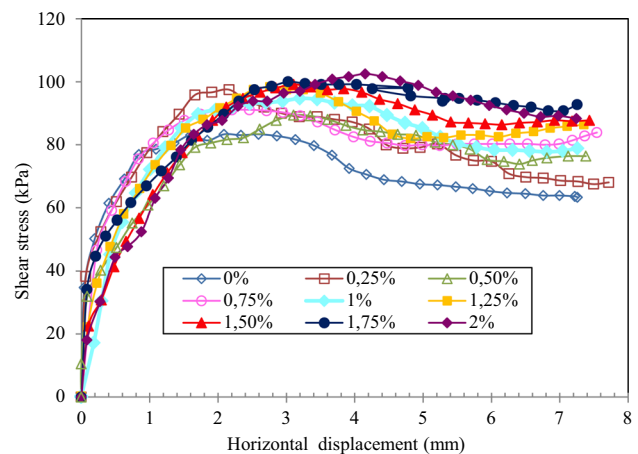 120
100
80
60
40
20
0
Shear stress (kPa)
0% 0,25% 0,50%
0,75% 1% 1,25%
1,50% 1,75% 2%
0 1 2 3 4 5 6 7 8
Horizontal displacement (mm)